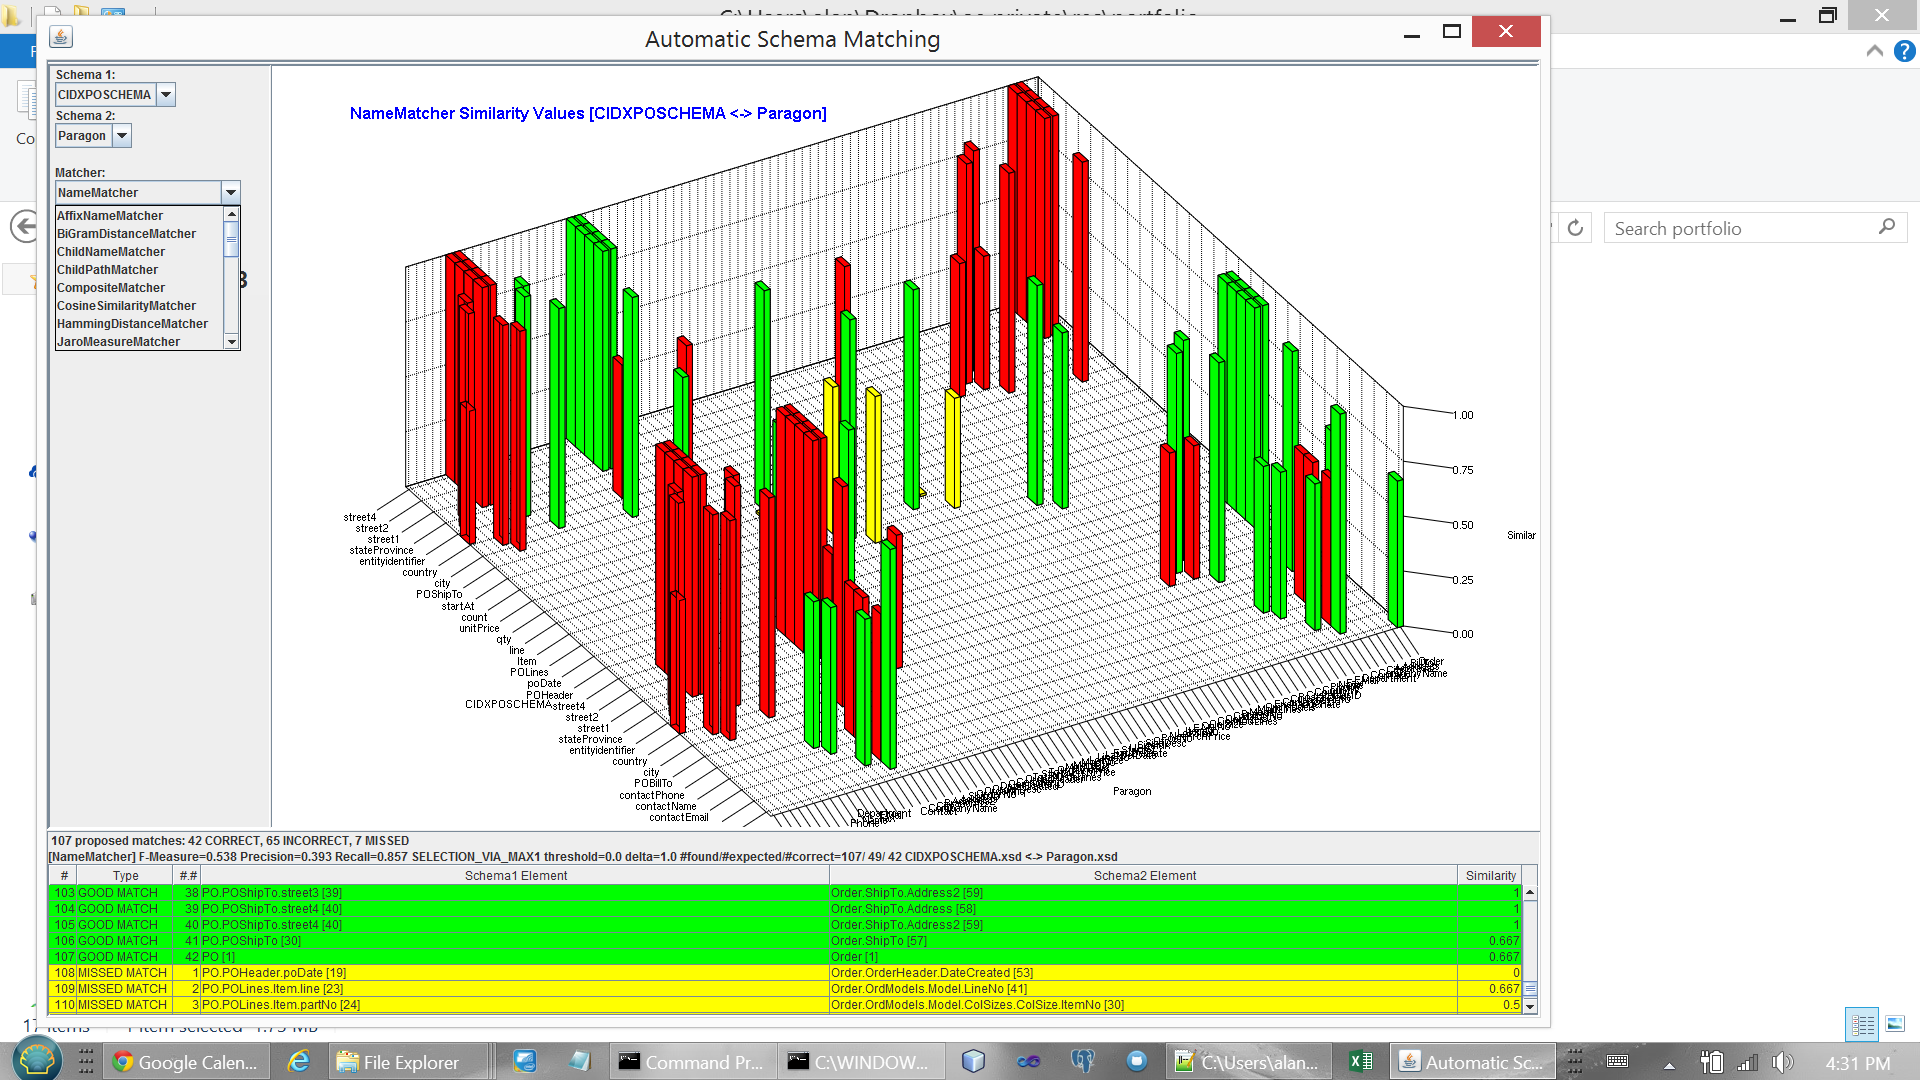 Automatic Schema Matching
Schema 1:
CIDXPOSCHEMA
Schema 2:
Paragon
Matcher:
NameMatcher
AffixNameMatcher
BiGramDistanceMatcher
ChildNameMatcher
ChildPathMatcher
CompositeMatcher
CosineSimilarityMatcher
HammingDistanceMatcher
JaroMeasureMatcher
Search portfolio
NameMatcher Similarity Values [CIDXPOSCHEMA <-> Paragon]
1.00
0.75
0.50
0.25
0.00
Similar
street4
street2
street1
stateProvince
entityidentifier
country
city
POShipTo
startAt
count
unitPrice
qty
line
Item
POLines
poDate
POHeader
CIDXPOSCHEMA
street4
street2
street1
stateProvince
entityidentifier
country
city
POBillTo
contactPhone
contactName
contactEmail
Paragon
107 proposed matches: 42 CORRECT, 65 INCORRECT, 7 MISSED
[NameMatcher] F-Measure=0.538 Precision=0.393 Recall=0.857 SELECTION_VIA_MAX1 threshold=0.0 delta=1.0 #found/#expected/#correct=107/ 49/ 42 CIDXPOSCHEMA.xsd <-> Paragon.xsd
# Type #.# Schema1 Element Schema2 Element Similarity
103 GOOD MATCH 38 PO.POShipTo.street3 [39] Order.ShipTo.Address2 [59] 1
104 GOOD MATCH 39 PO.POShipTo.street4 [40] Order.ShipTo.Address [58] 1
105 GOOD MATCH 40 PO.POShipTo.street4 [40] Order.ShipTo.Address2 [59] 1
106 GOOD MATCH 41 PO.POShipTo [30] Order.ShipTo [57] 0.667
107 GOOD MATCH 42 PO [1] Order [1] 0.667
108 MISSED MATCH 1 PO.POHeader.poDate [19] Order.OrderHeader.DateCreated [53] 0
109 MISSED MATCH 2 PO.POLines.Item.line [23] Order.OrdModels.Model.LineNo [41] 0.667
110 MISSED MATCH 3 PO.POLines.Item.partNo [24] Order.OrdModels.Model.ColSizes.ColSize.ItemNo [30] 0.5
Google Calen...
File Explorer
Command Pr...
C:\WINDOW...
C:\Users\alan...
Automatic Sc...
4:31 PM